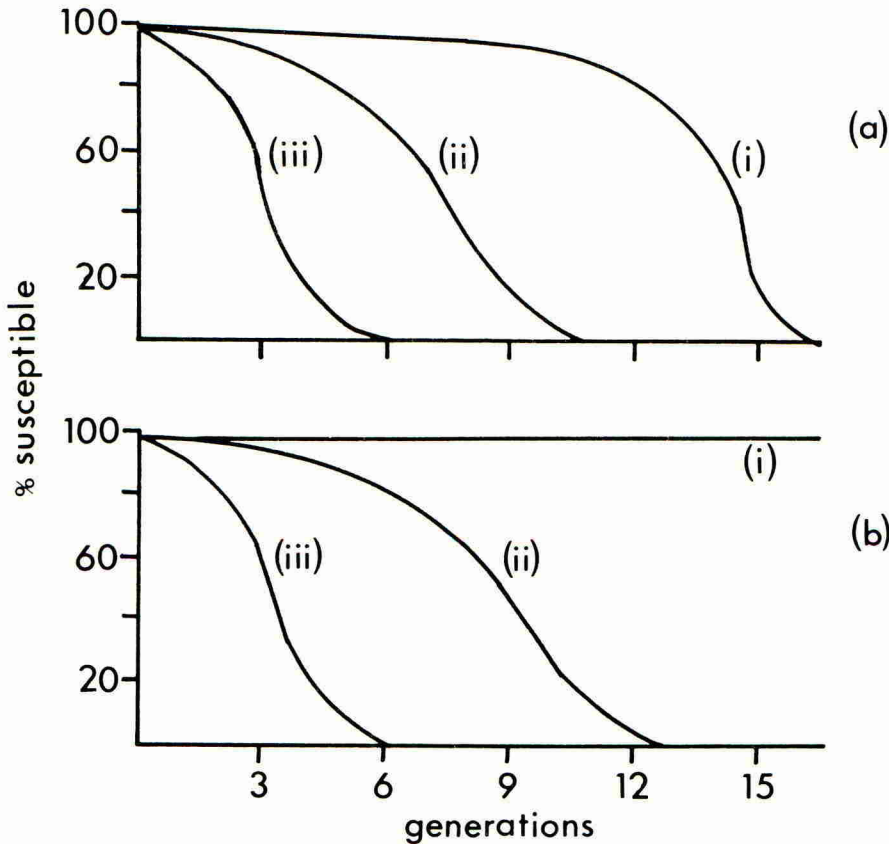 % susceptible
100
60
20
(iii)
(ii)
(i)
(a)
3
6
9
12
15
100
60
20
(iii)
(ii)
(i)
(b)
generations